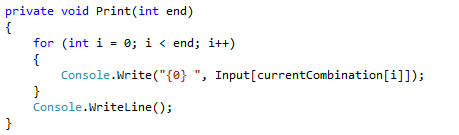 private void Print(int end)
{
    for (int i = 0; i < end; i++)
    {
        Console.Write("{0} ", Input[currentCombination[i]]);
    }
    Console.WriteLine();
}